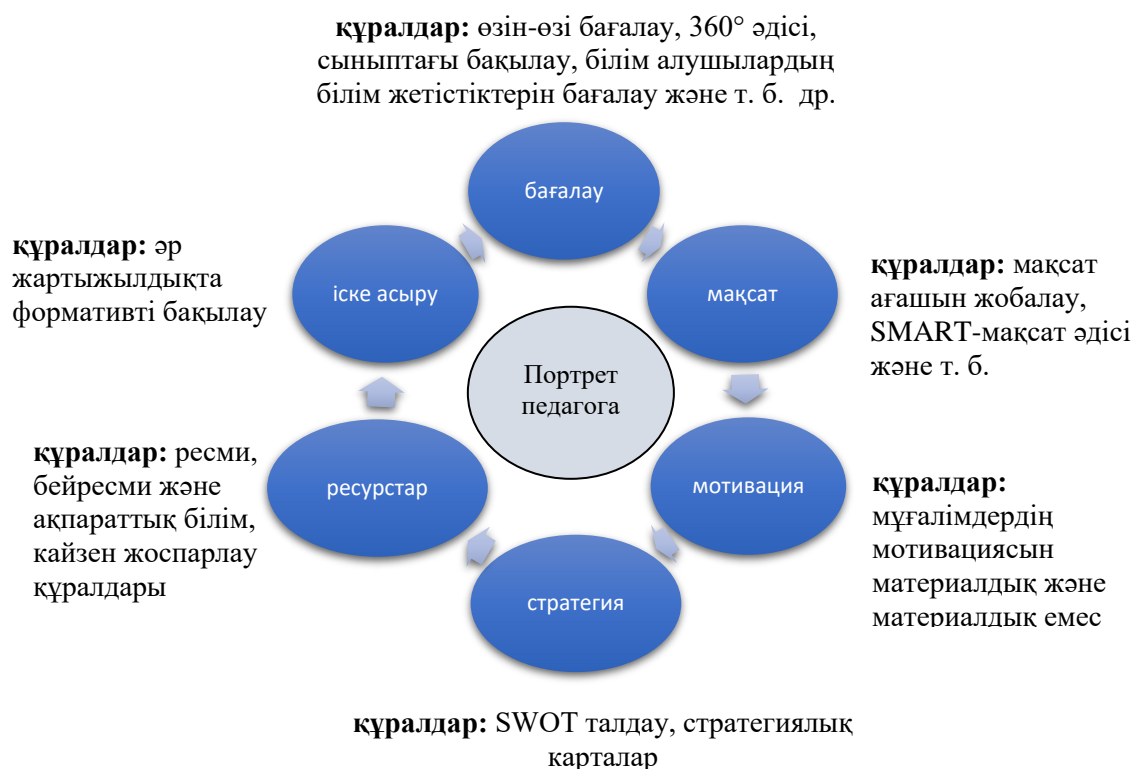 құралдар: өзін-өзі бағалау, 360° әдісі,
сыныптағы бақылау, білім алушылардың
білім жетістіктерін бағалау және т. б. др.
бағалау
құралдар: әр
жартыжылдықта
формативті бақылау
іске асыру
мақсат
құралдар: мақсат
ағашын жобалау,
SMART-мақсат әдісі
және т. б.
Портрет
педагога
құралдар: ресми,
бейресми және
ақпараттық білім,
кайзен жоспарлау
құралдары
ресурстар
мотивация
құралдар:
мұғалімдердің
мотивациясын
материалдық және
материалдық емес
стратегия
құралдар: SWOT талдау, стратегиялық
карталар